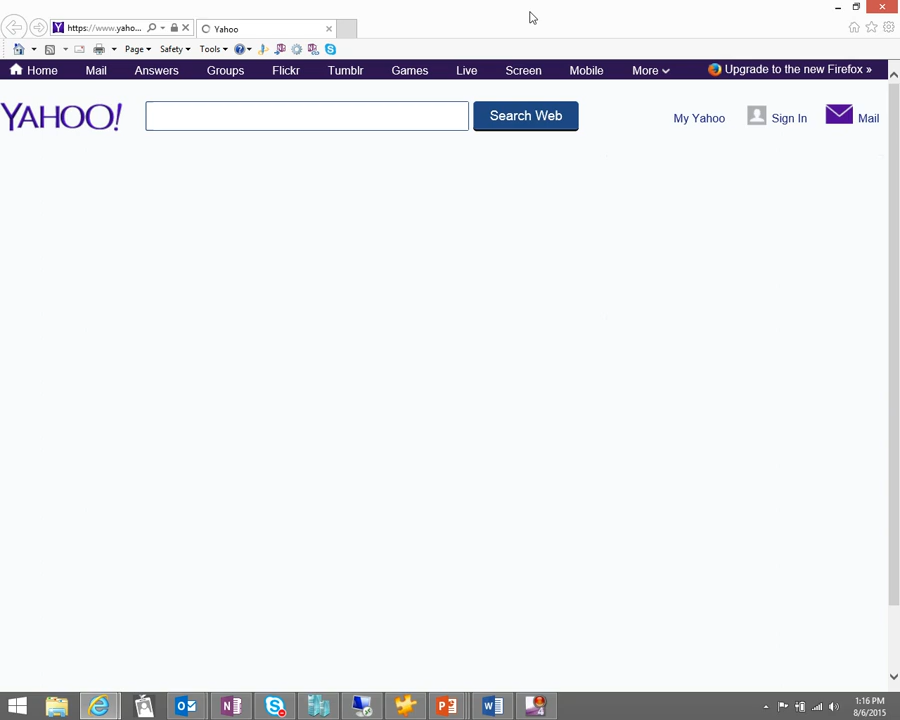 https://www.yaho...
Yahoo
Page
Safety
Tools
Home Mail Answers Groups Flickr Tumblr Games Live Screen Mobile More Upgrade to the new Firefox »
YAHOO!
Search Web
My Yahoo
Sign In
Mail
1:16 PM
8/6/2015